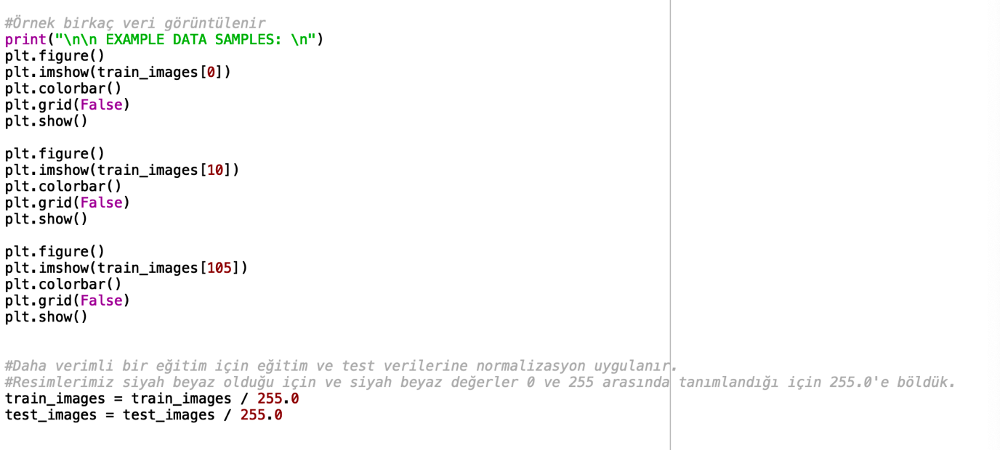 #Örnek birkaç veri görüntülenir
print("\n\n EXAMPLE DATA SAMPLES: \n")
plt.figure()
plt.imshow(train_images[0])
plt.colorbar()
plt.grid(False)
plt.show()
plt.figure()
plt.imshow(train_images[10])
plt.colorbar()
plt.grid(False)
plt.show()
plt.figure()
plt.imshow(train_images[105])
plt.colorbar()
plt.grid(False)
plt.show()
#Daha verimli bir eğitim için eğitim ve test verilerine normalizasyon uygulanır.
#Resimlerimiz siyah beyaz olduğu için ve siyah beyaz değerler 0 ve 255 arasında tanımlandığı için 255.0'e böldük.
train_images = train_images / 255.0
test_images = test_images / 255.0